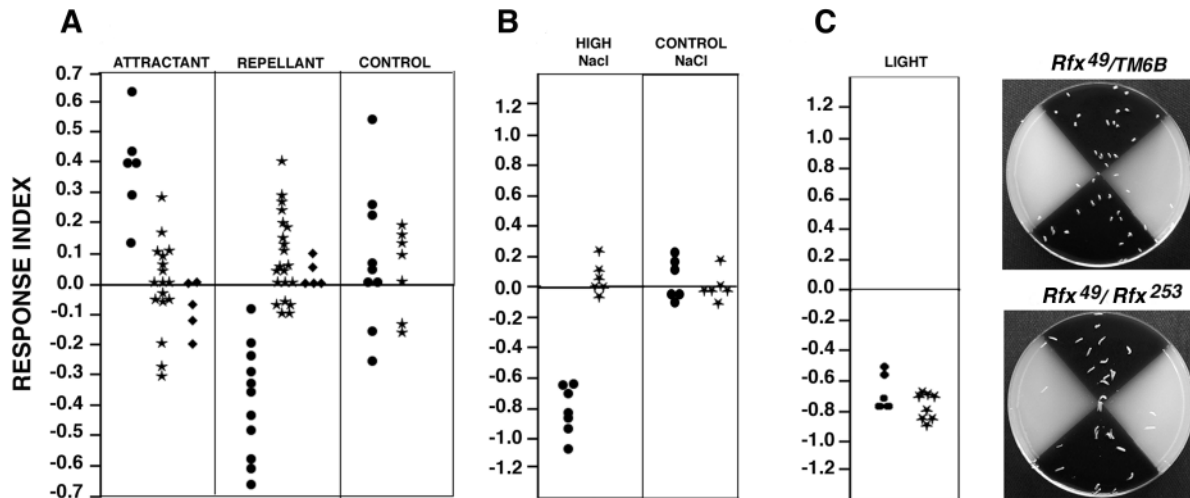 A
B
C
ATTRACTANT
REPELLANT
CONTROL
HIGH
Nacl
CONTROL
NaCl
LIGHT
Rfx49/TM6B
Rfx49/Rfx253
RESPONSE INDEX
0.7
0.6
0.5
0.4
0.3
0.2
0.1
0.0
-0.1
-0.2
-0.3
-0.4
-0.5
-0.6
-0.7
1.2
1.0
0.8
0.6
0.4
0.2
0.0
-0.2
-0.4
-0.6
-0.8
-1.0
-1.2
1.2
1.0
0.8
0.6
0.4
0.2
0.0
-0.2
-0.4
-0.6
-0.8
-1.0
-1.2